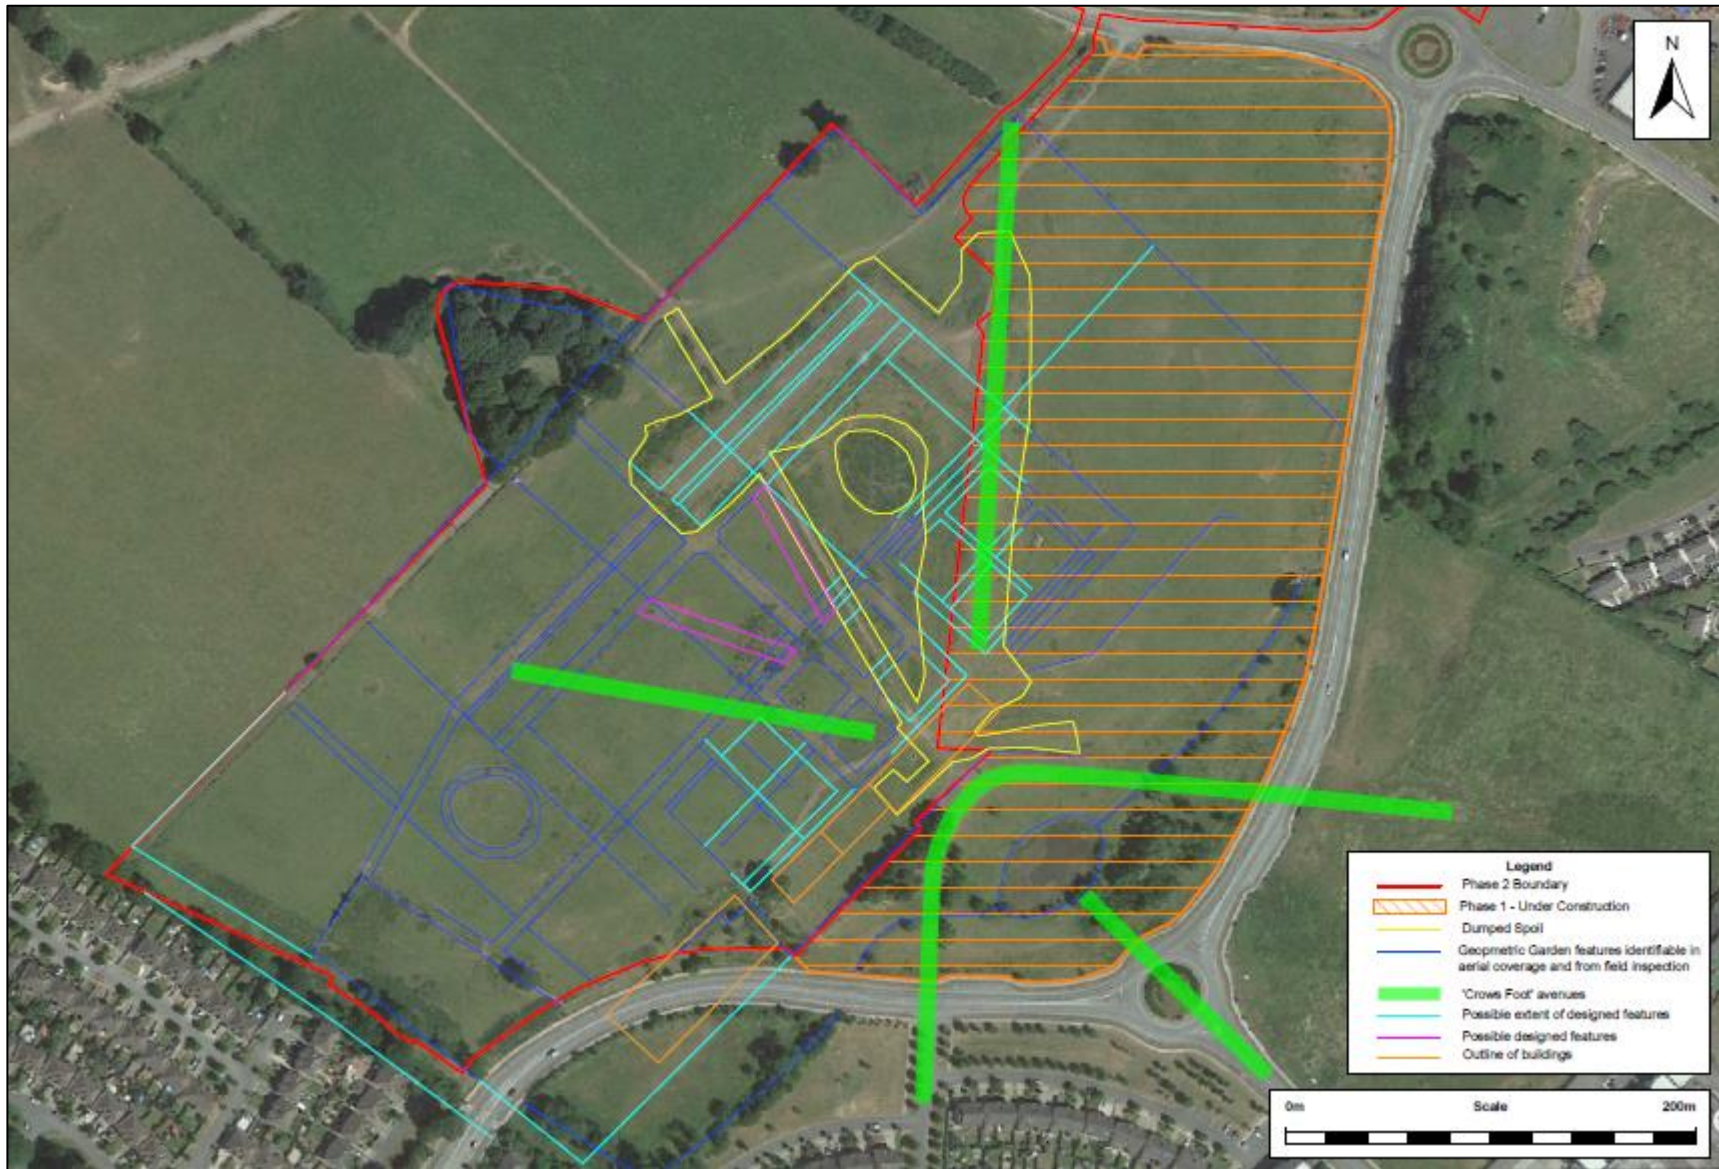 N
Legend
Phase 2 Boundary
Phase 1 - Under Construction
Dumped Spoil
Geopmetric Garden features identifiable in
aerial coverage and from field inspection
'Crows Foot' avenues
Possible extent of designed features
Possible designed features
Outline of buildings
0m Scale 200m